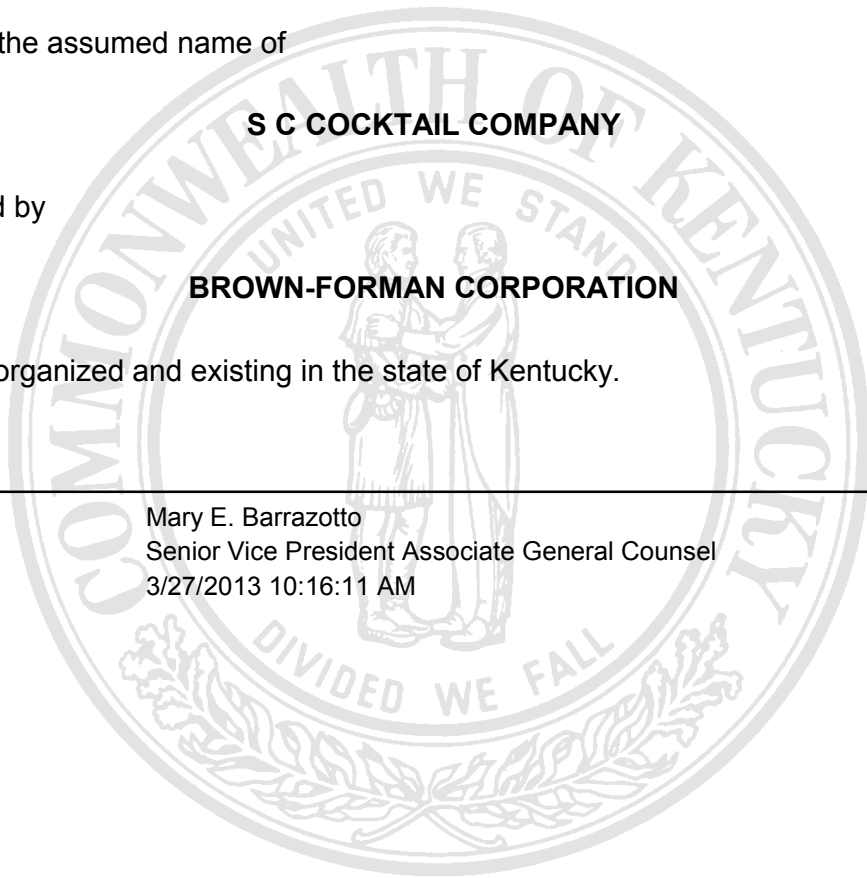 the assumed name of
S C COCKTAIL COMPANY
d by
BROWN-FORMAN CORPORATION
organized and existing in the state of Kentucky.
Mary E. Barrazotto
Senior Vice President Associate General Counsel
3/27/2013 10:16:11 AM
COMMONWEALTH OF KENTUCKY
UNITED WE STAND
DIVIDED WE FALL